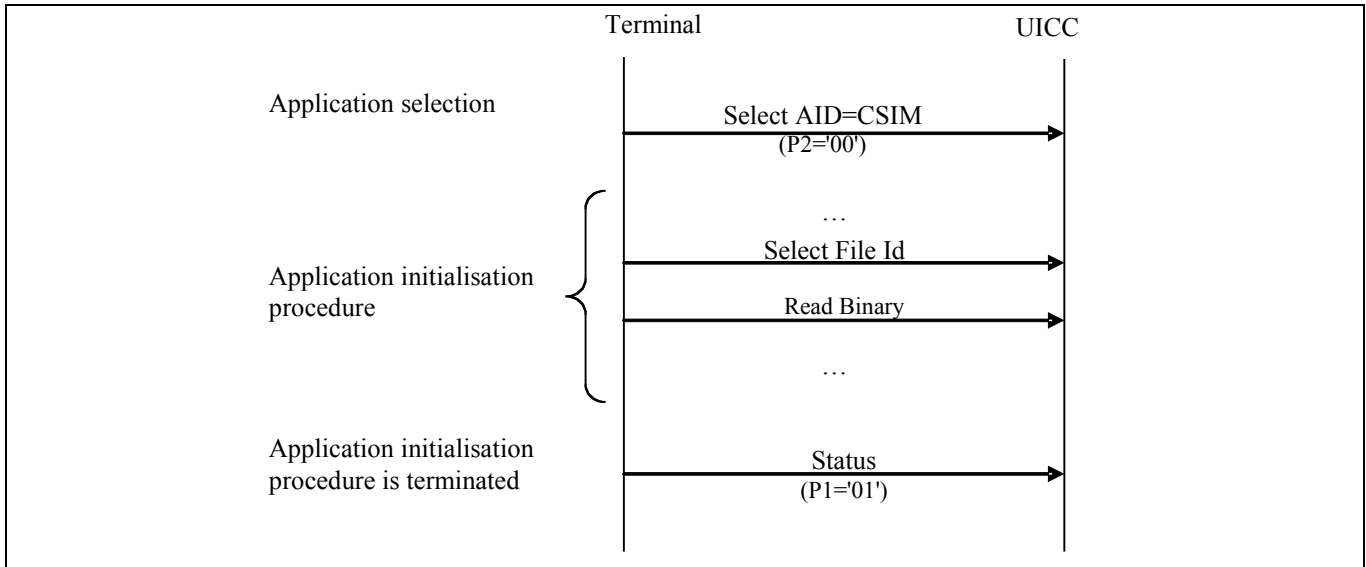 Terminal
UICC
Application selection
Select AID=CSIM
(P2='00')
…
Select File Id
Application initialisation
procedure
Read Binary
…
Application initialisation
procedure is terminated
Status
(P1='01')